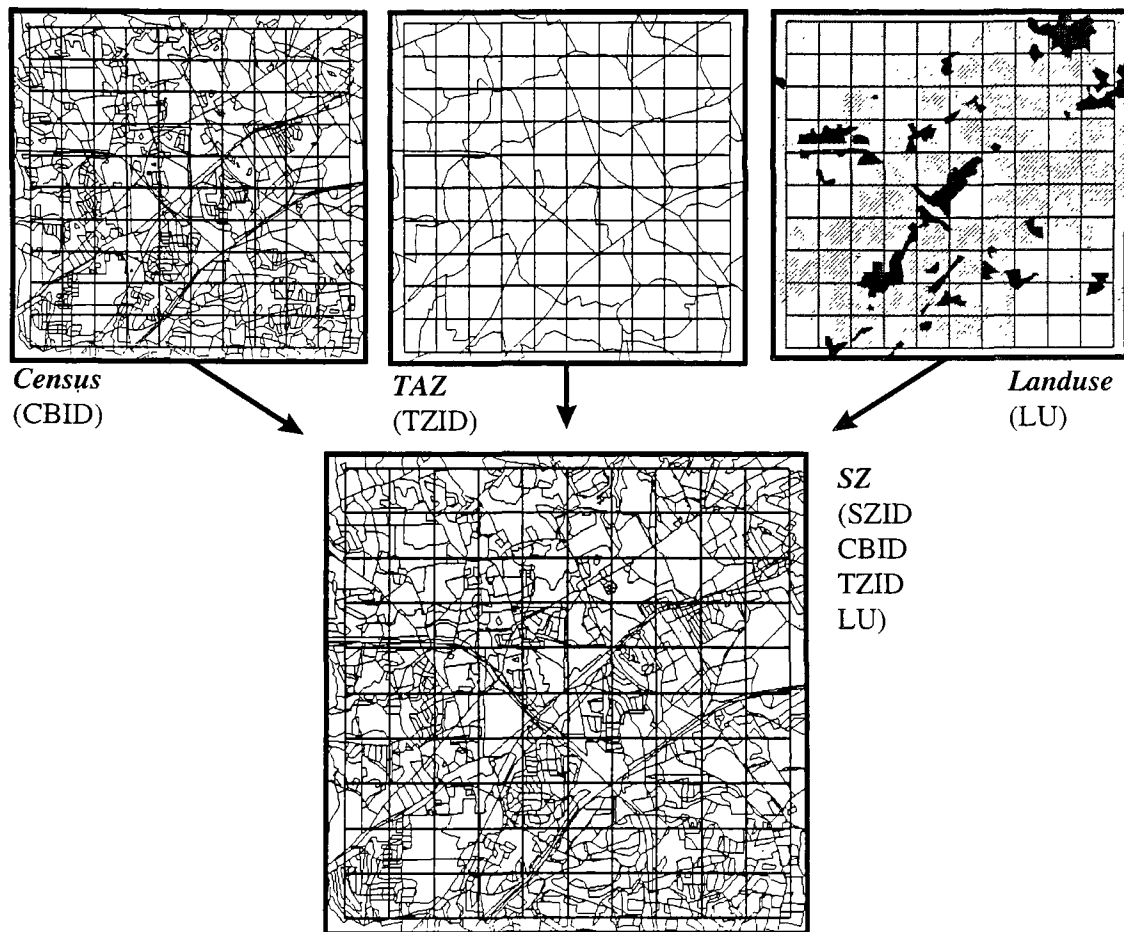 Census
(CBID)
TAZ
(TZID)
Landuse
(LU)
SZ
(SZID
CBID
TZID
LU)